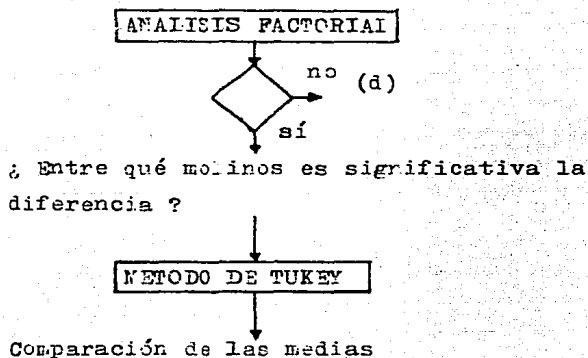 ANALISIS FACTORIAL
no (d)
sí
¿ Entre qué molinos es significativa la
diferencia ?
METODO DE TUKEY
Comparación de las medias